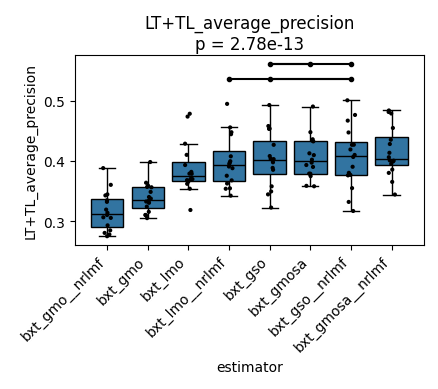 LT+TL_average_precision
p = 2.78e-13
LT+TL_average_precision
0.5
0.4
0.3
bxt_gmo__nrlmf
bxt_gmo
bxt_lmo
bxt_lmo__nrlmf
bxt_gso
bxt_gmosa
bxt_gso__nrlmf
bxt_gmosa__nrlmf
estimator